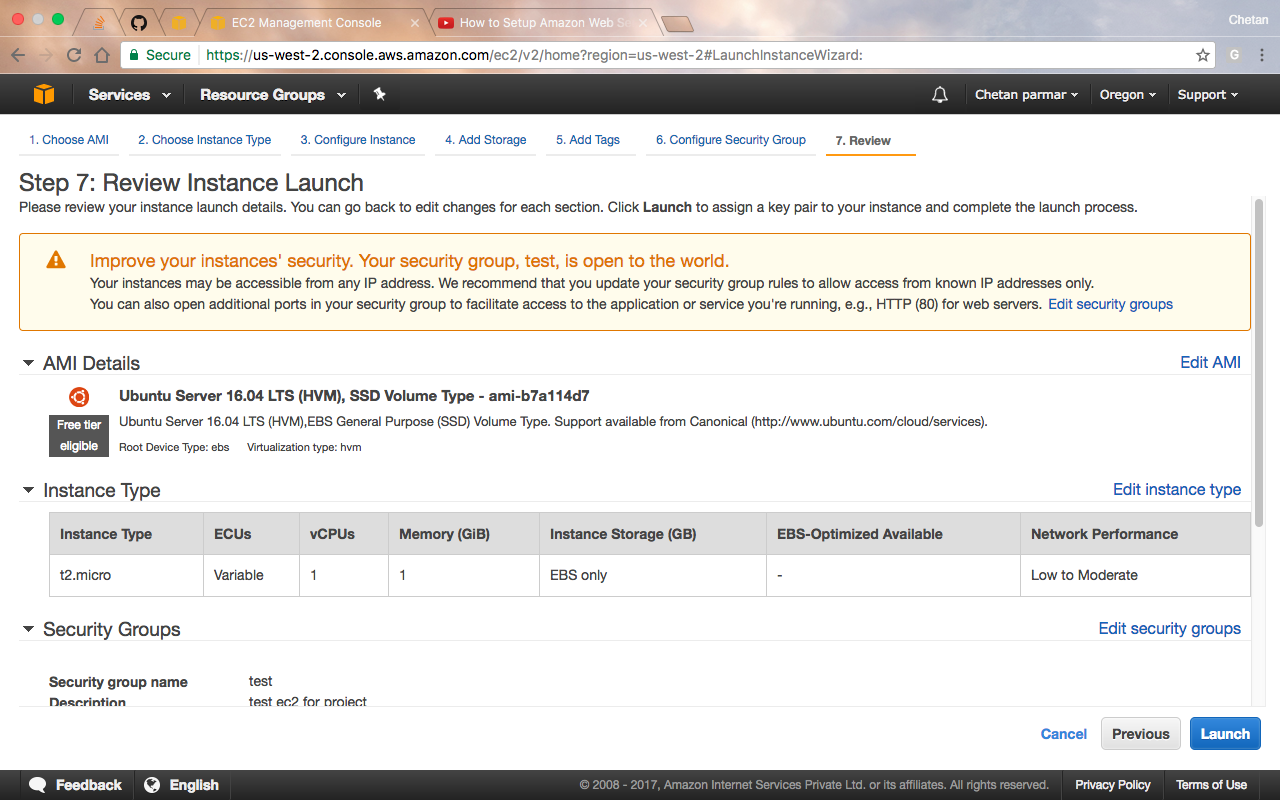 EC2 Management Console
How to Setup Amazon Web Se
Chetan
Secure
https://us-west-2.console.aws.amazon.com/ec2/v2/home?region=us-west-2#LaunchInstanceWizard:
G
Services
Resource Groups
Chetan parmar
Oregon
Support
1. Choose AMI
2. Choose Instance Type
3. Configure Instance
4. Add Storage
5. Add Tags
6. Configure Security Group
7. Review
Step 7: Review Instance Launch
Please review your instance launch details. You can go back to edit changes for each section. Click Launch to assign a key pair to your instance and complete the launch process.
Improve your instances' security. Your security group, test, is open to the world.
Your instances may be accessible from any IP address. We recommend that you update your security group rules to allow access from known IP addresses only.
You can also open additional ports in your security group to facilitate access to the application or service you're running, e.g., HTTP (80) for web servers. Edit security groups
AMI Details
Edit AMI
Ubuntu Server 16.04 LTS (HVM), SSD Volume Type - ami-b7a114d7
Free tier
eligible
Ubuntu Server 16.04 LTS (HVM),EBS General Purpose (SSD) Volume Type. Support available from Canonical (http://www.ubuntu.com/cloud/services).
Root Device Type: ebs Virtualization type: hvm
Instance Type
Edit instance type
Instance Type ECUs vCPUs Memory (GiB) Instance Storage (GB) EBS-Optimized Available Network Performance
t2.micro Variable 1 1 EBS only - Low to Moderate
Security Groups
Edit security groups
Security group name test
Description test ec2 for project
Cancel
Previous
Launch
Feedback
English
© 2008 - 2017, Amazon Internet Services Private Ltd. or its affiliates. All rights reserved.
Privacy Policy
Terms of Use